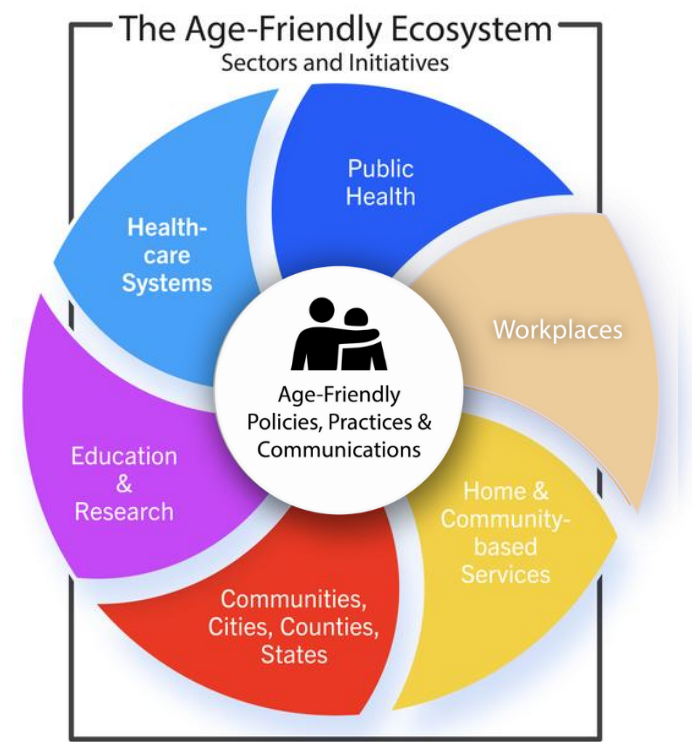 The Age-Friendly Ecosystem
Sectors and Initiatives
Public
Health
Health-
care
Systems
Workplaces
Age-Friendly
Policies, Practices &
Communications
Education
&
Research
Home &
Community-
based
Services
Communities,
Cities, Counties,
States